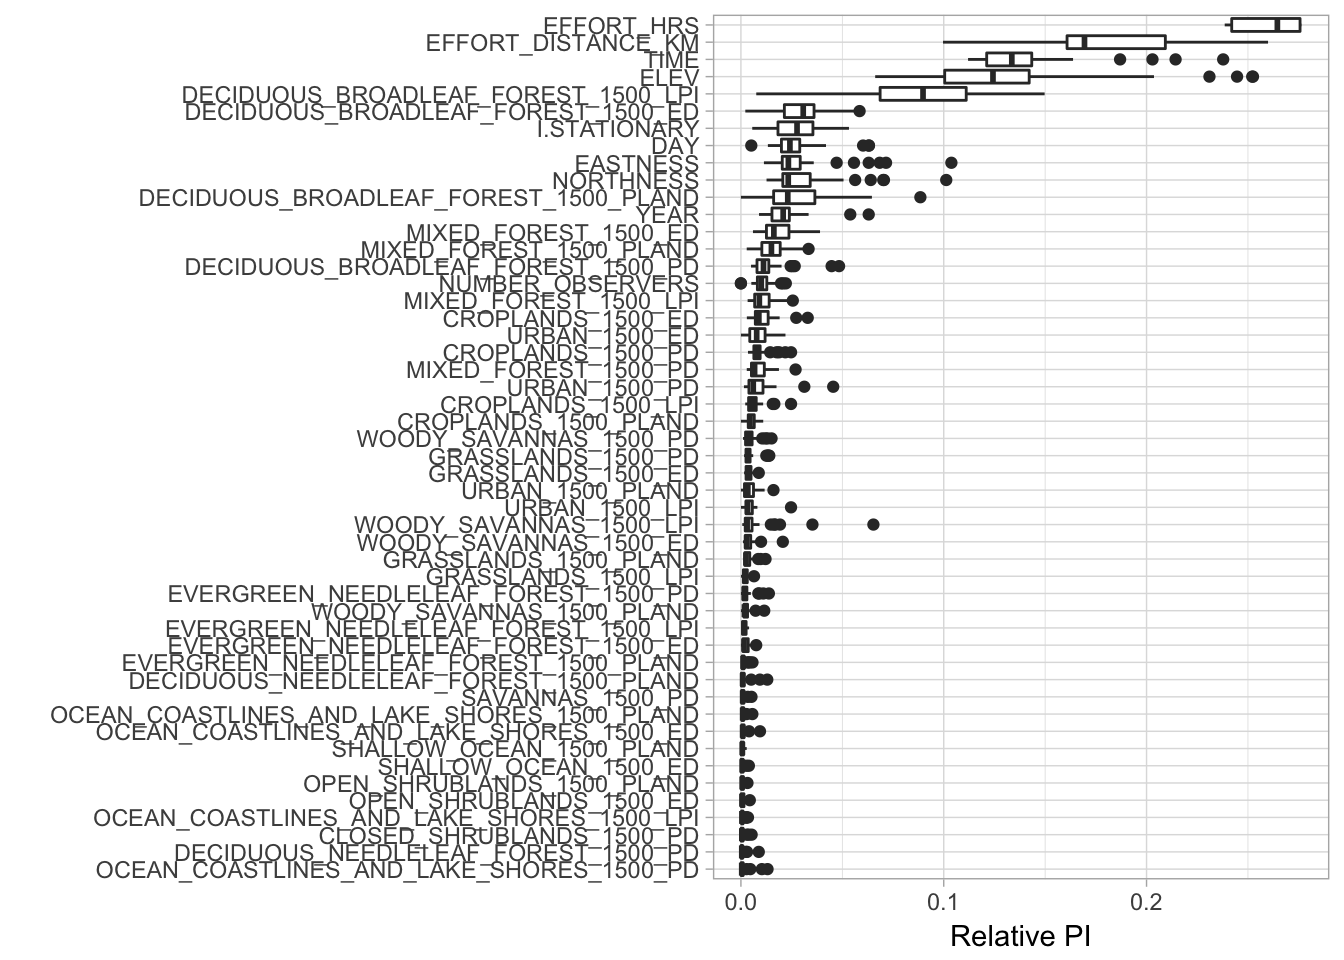 EFFORT_HRS
EFFORT_DISTANCE_KM
TIME
ELEV
DECIDUOUS_BROADLEAF_FOREST_1500_LPI
DECIDUOUS_BROADLEAF_FOREST_1500_ED
I.STATIONARY
DAY
EASTNESS
NORTHNESS
DECIDUOUS_BROADLEAF_FOREST_1500_PLAND
YEAR
MIXED_FOREST_1500_ED
MIXED_FOREST_1500_PLAND
DECIDUOUS_BROADLEAF_FOREST_1500_PD
NUMBER_OBSERVERS
MIXED_FOREST_1500_LPI
CROPLANDS_1500_ED
URBAN_1500_ED
CROPLANDS_1500_PD
MIXED_FOREST_1500_PD
URBAN_1500_PD
CROPLANDS_1500_LPI
CROPLANDS_1500_PLAND
WOODY_SAVANNAS_1500_PD
GRASSLANDS_1500_PD
GRASSLANDS_1500_ED
URBAN_1500_PLAND
URBAN_1500_LPI
WOODY_SAVANNAS_1500_LPI
WOODY_SAVANNAS_1500_ED
GRASSLANDS_1500_PLAND
GRASSLANDS_1500_LPI
EVERGREEN_NEEDLELEAF_FOREST_1500_PD
WOODY_SAVANNAS_1500_PLAND
EVERGREEN_NEEDLELEAF_FOREST_1500_LPI
EVERGREEN_NEEDLELEAF_FOREST_1500_ED
EVERGREEN_NEEDLELEAF_FOREST_1500_PLAND
DECIDUOUS_NEEDLELEAF_FOREST_1500_PLAND
SAVANNAS_1500_PD
OCEAN_COASTLINES_AND_LAKE_SHORES_1500_PLAND
OCEAN_COASTLINES_AND_LAKE_SHORES_1500_ED
SHALLOW_OCEAN_1500_PLAND
SHALLOW_OCEAN_1500_ED
OPEN_SHRUBLANDS_1500_PLAND
OPEN_SHRUBLANDS_1500_ED
OCEAN_COASTLINES_AND_LAKE_SHORES_1500_LPI
CLOSED_SHRUBLANDS_1500_PD
DECIDUOUS_NEEDLELEAF_FOREST_1500_PD
OCEAN_COASTLINES_AND_LAKE_SHORES_1500_PD
0.0 0.1 0.2
Relative PI